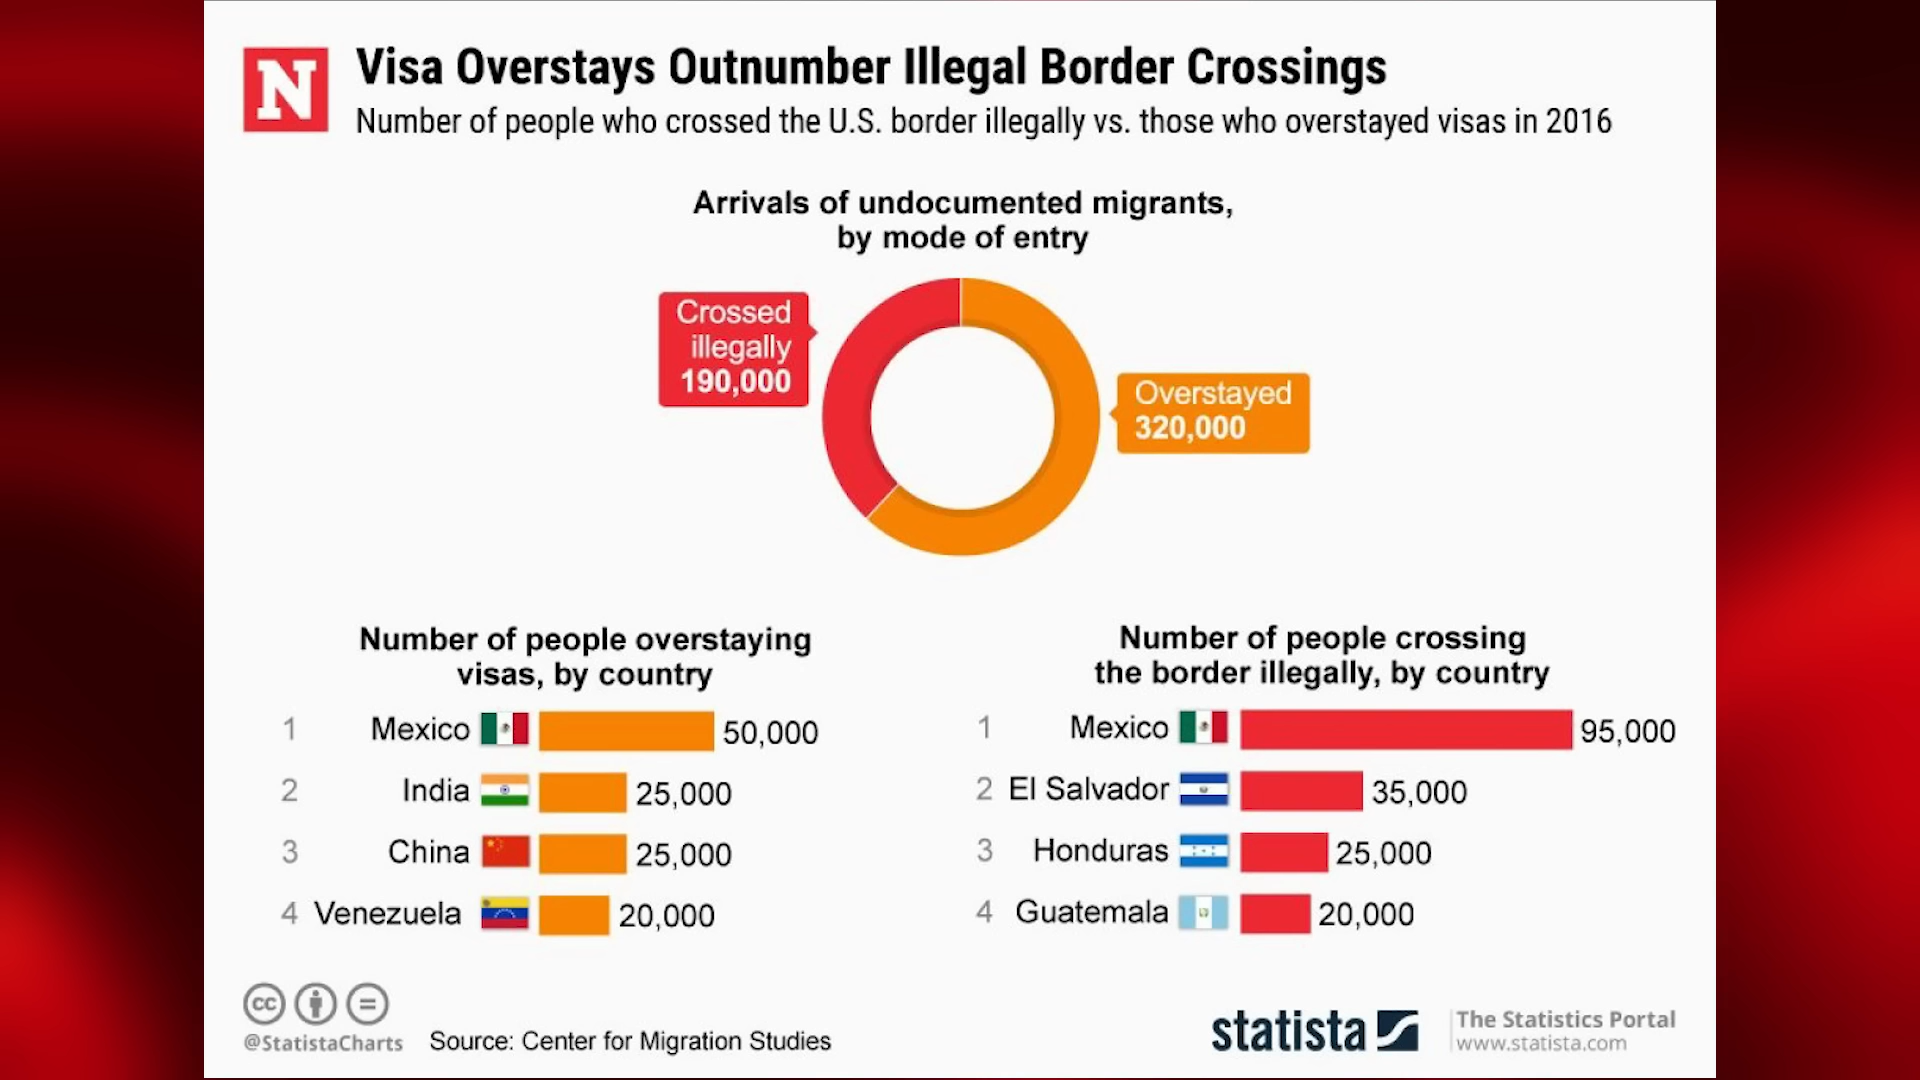 N
Visa Overstays Outnumber Illegal Border Crossings
Number of people who crossed the U.S. border illegally vs. those who overstayed visas in 2016
Arrivals of undocumented migrants,
by mode of entry
Crossed
illegally
190,000
Overstayed
320,000
Number of people overstaying
visas, by country
1 Mexico 50,000
2 India 25,000
3 China 25,000
4 Venezuela 20,000
Number of people crossing
the border illegally, by country
1 Mexico 95,000
2 El Salvador 35,000
3 Honduras 25,000
4 Guatemala 20,000
cc
@StatistaCharts
Source: Center for Migration Studies
statista
The Statistics Portal
www.statista.com